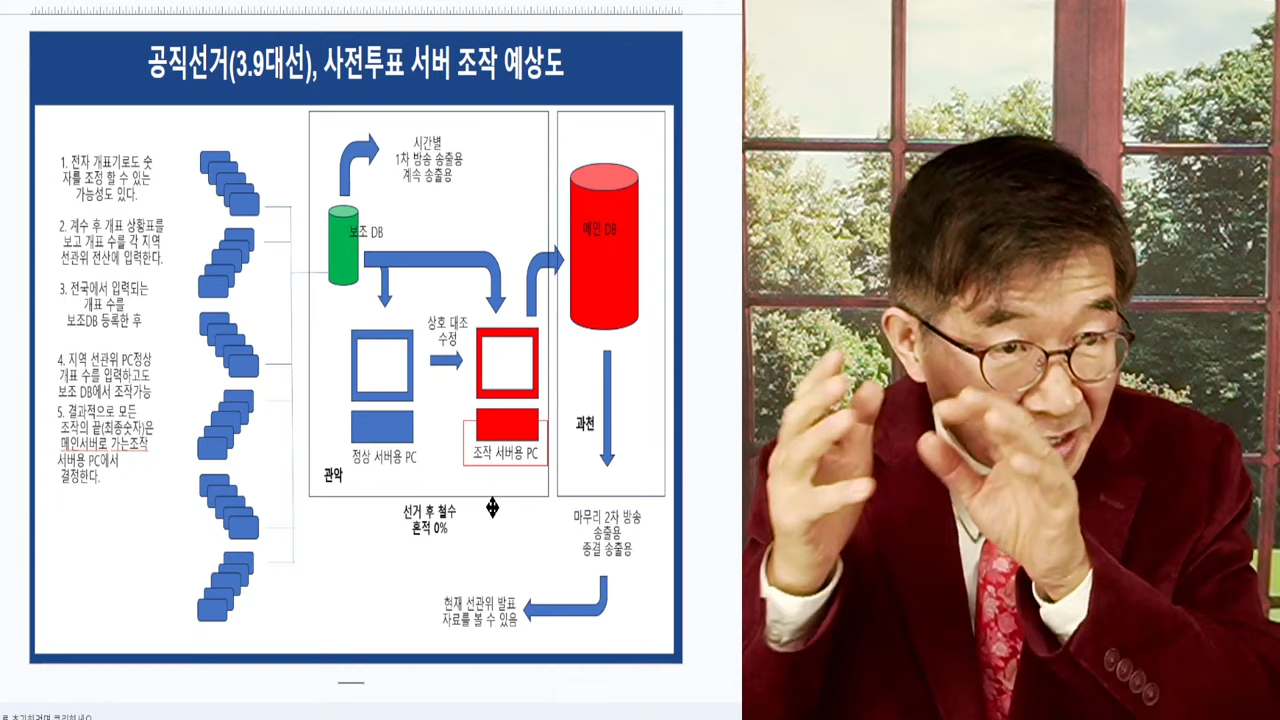 공직선거(3.9대선), 사전투표 서버 조작 예상도
1. 전자 개표기로도 숫
자를 조정 할 수 있는
가능성도 있다.
2. 계수 후 개표 상황표를
보고 개표 수를 각 지역
선관위 전산에 입력한다.
3. 전국에서 입력되는
개표 수를
보조DB 등록한 후
4. 지역 선관위 PC정상
개표 수를 입력하고도
보조 DB에서 조작가능
5. 결과적으로 모든
조작의 끝(최종숫자)은
메인서버로 가는조작
서버용 PC에서
결정한다.
시간별
1차 방송 송출용
계속 송출용
보조 DB
상호 대조
수정
정상 서버용 PC
조작 서버용 PC
관악
선거 후 철수
흔적 0%
메인 DB
과천
마무리 2차 방송
송출용
종결 송출용
현재 선관위 발표
자료를 볼 수 있음